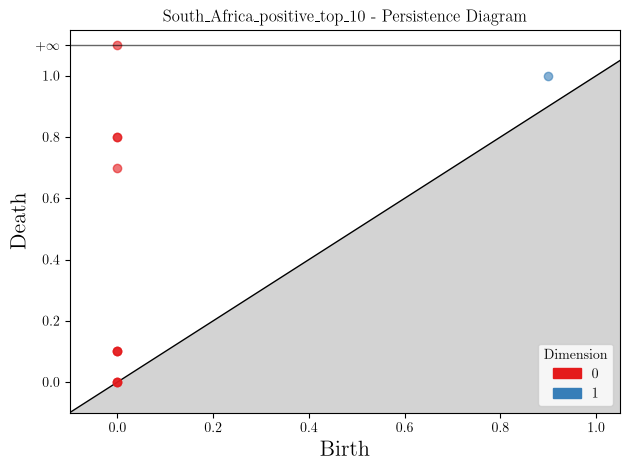 South_Africa_positive_top_10 - Persistence Diagram
+∞
1.0
0.8
0.6
0.4
0.2
0.0
Death
Dimension
0
1
0.0 0.2 0.4 0.6 0.8 1.0
Birth